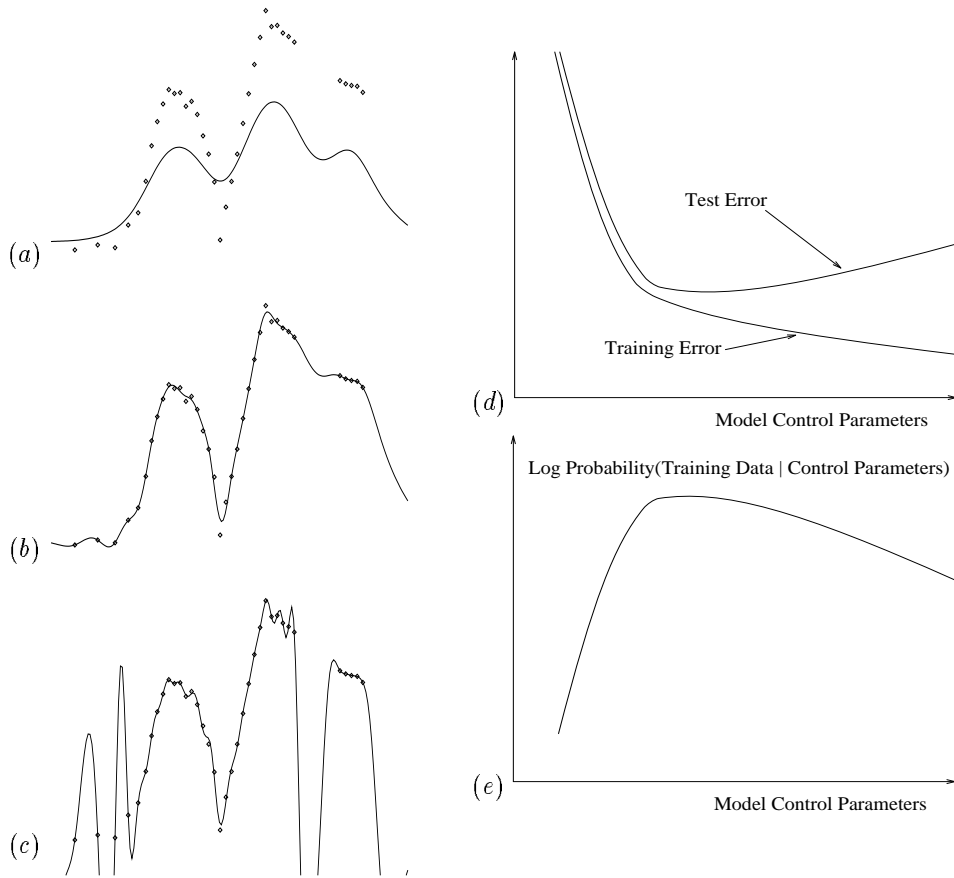 (a)
(b)
(c)
Test Error
Training Error
(d)
Model Control Parameters
Log Probability(Training Data | Control Parameters)
(e)
Model Control Parameters